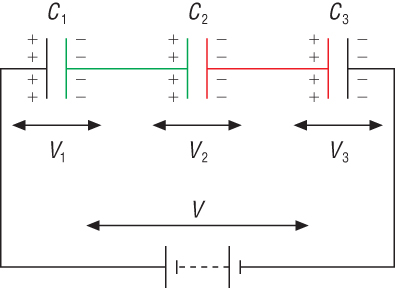 C1 C2 C3
+ − + − + −
+ − + − + −
+ − + − + −
+ − + − + −
V1 V2 V3
V